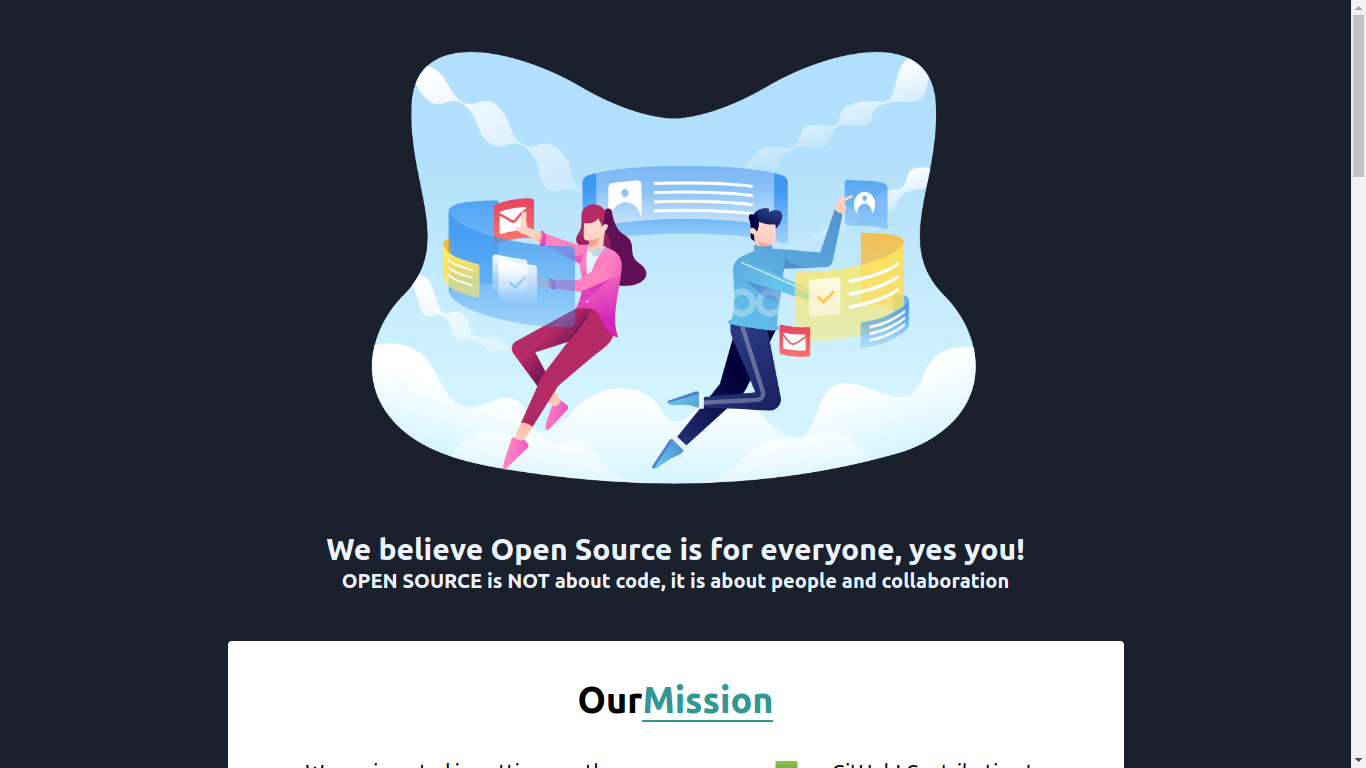 We believe Open Source is for everyone, yes you!
OPEN SOURCE is NOT about code, it is about people and collaboration
OurMission